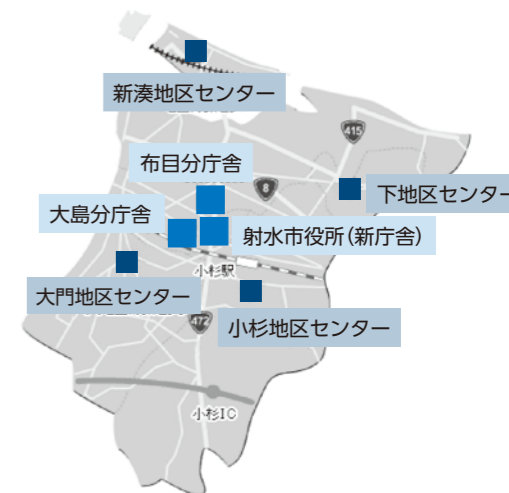 新湊地区センター
415
布目分庁舎
8
下地区センター
大島分庁舎
射水市役所(新庁舎)
小杉駅
大門地区センター
小杉地区センター
472
小杉IC